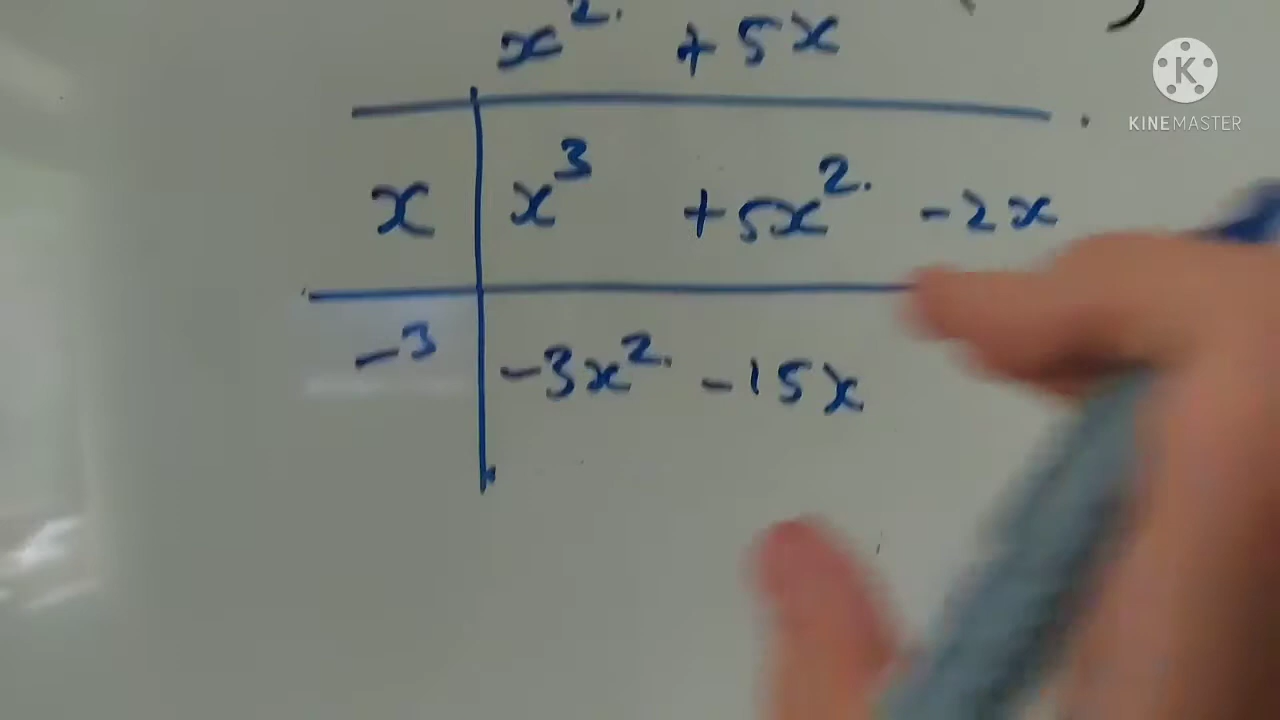 x² + 5x
K
KINEMASTER
x x³ + 5x² - 2x
-3 -3x² - 15x